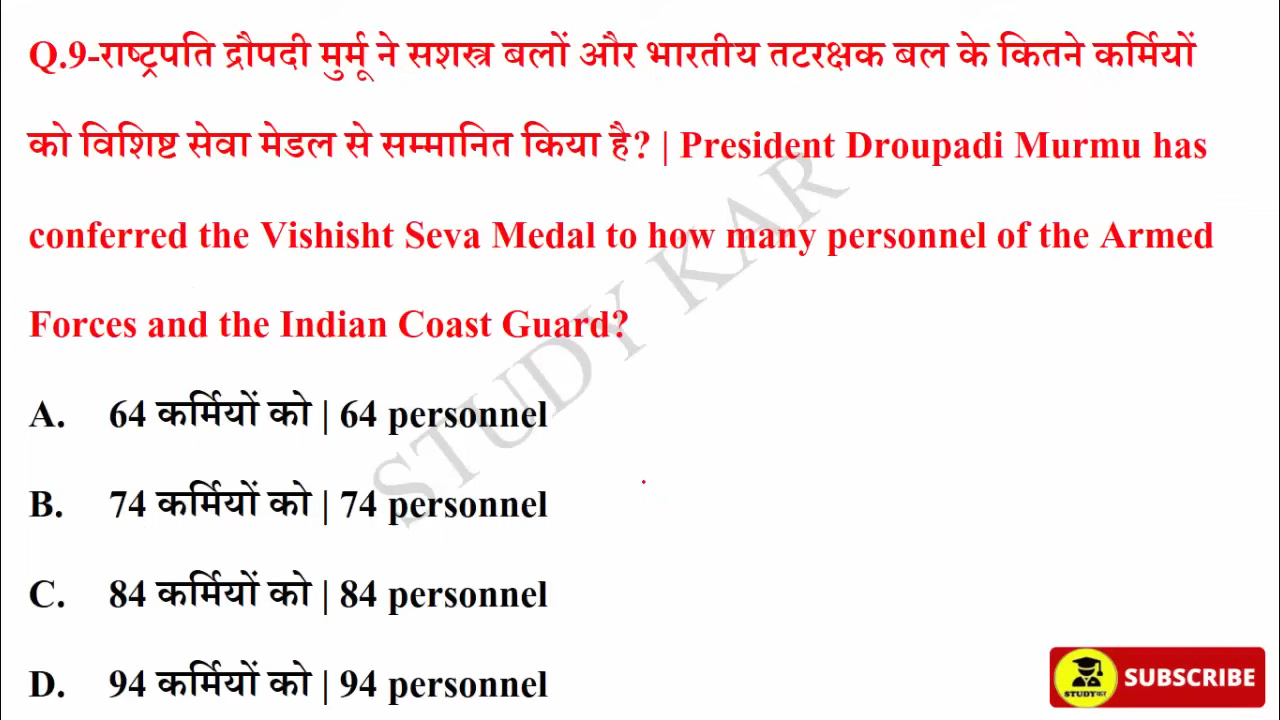 Q.9-राष्ट्रपति द्रौपदी मुर्मू ने सशस्त्र बलों और भारतीय तटरक्षक बल के कितने कर्मियों
को विशिष्ट सेवा मेडल से सम्मानित किया है? | President Droupadi Murmu has
conferred the Vishisht Seva Medal to how many personnel of the Armed
Forces and the Indian Coast Guard?
STUDY KAR
A. 64 कर्मियों को | 64 personnel
B. 74 कर्मियों को | 74 personnel
C. 84 कर्मियों को | 84 personnel
D. 94 कर्मियों को | 94 personnel
STUDYकर
SUBSCRIBE